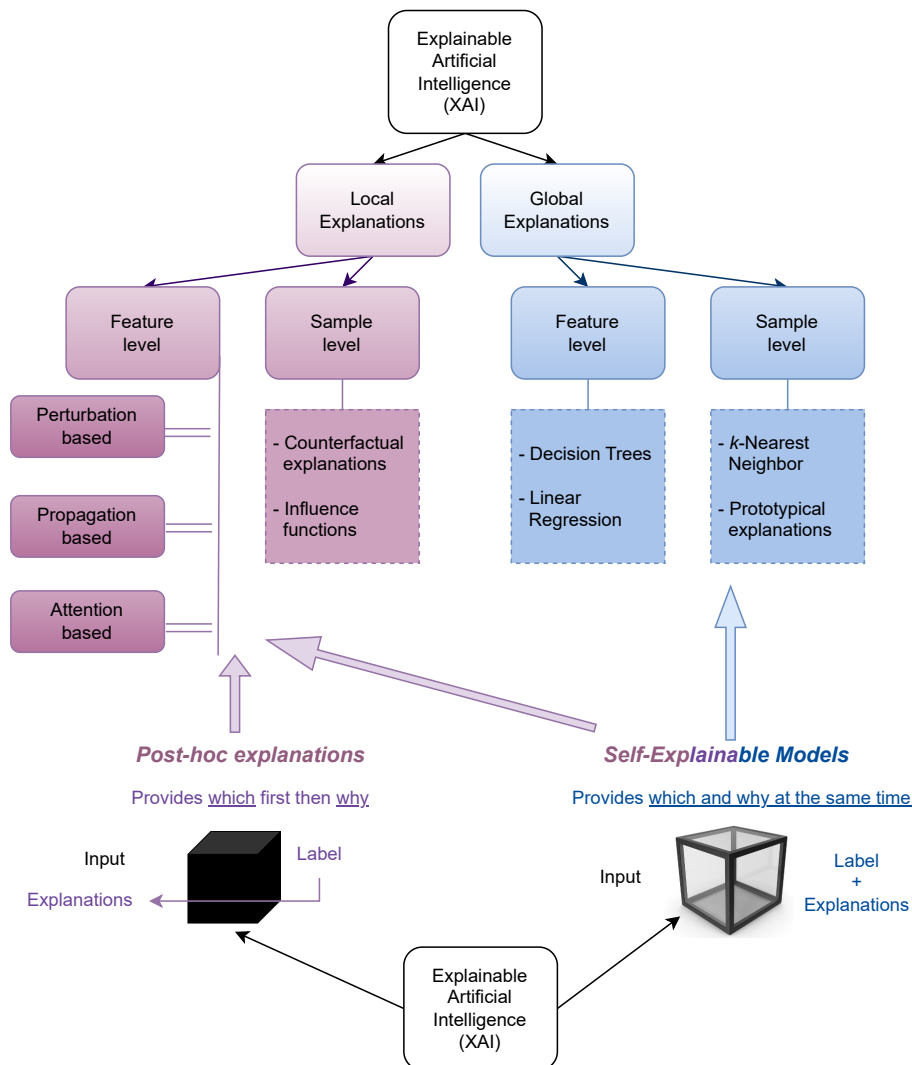 Explainable
Artificial
Intelligence
(XAI)
Local
Explanations
Global
Explanations
Feature
level
Sample
level
Feature
level
Sample
level
Perturbation
based
Propagation
based
Attention
based
- Counterfactual
explanations
- Influence
functions
- Decision Trees
- Linear
Regression
- k-Nearest
Neighbor
- Prototypical
explanations
Post-hoc explanations
Provides which first then why
Input
Label
Explanations
Self-Explainable Models
Provides which and why at the same time
Input
Label
+
Explanations
Explainable
Artificial
Intelligence
(XAI)